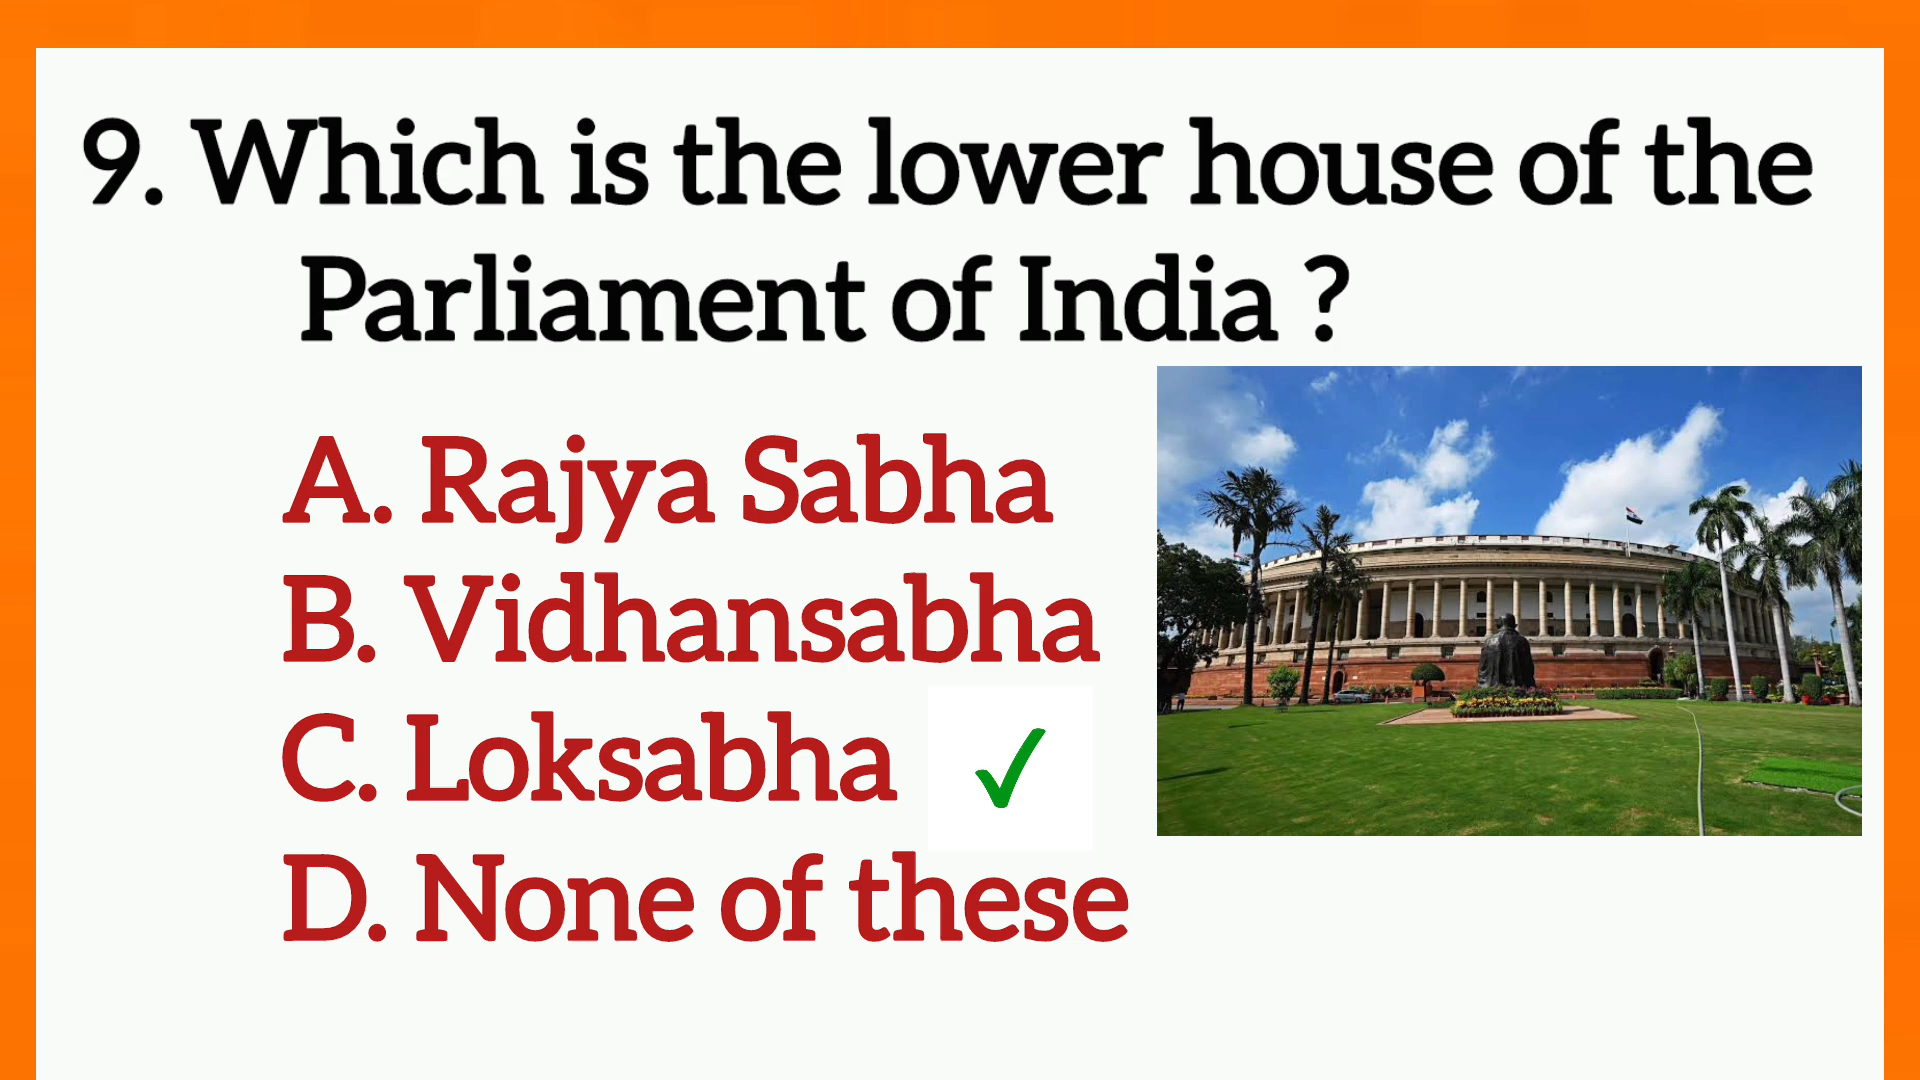 9. Which is the lower house of the
Parliament of India ?
A. Rajya Sabha
B. Vidhansabha
C. Loksabha ✓
D. None of these